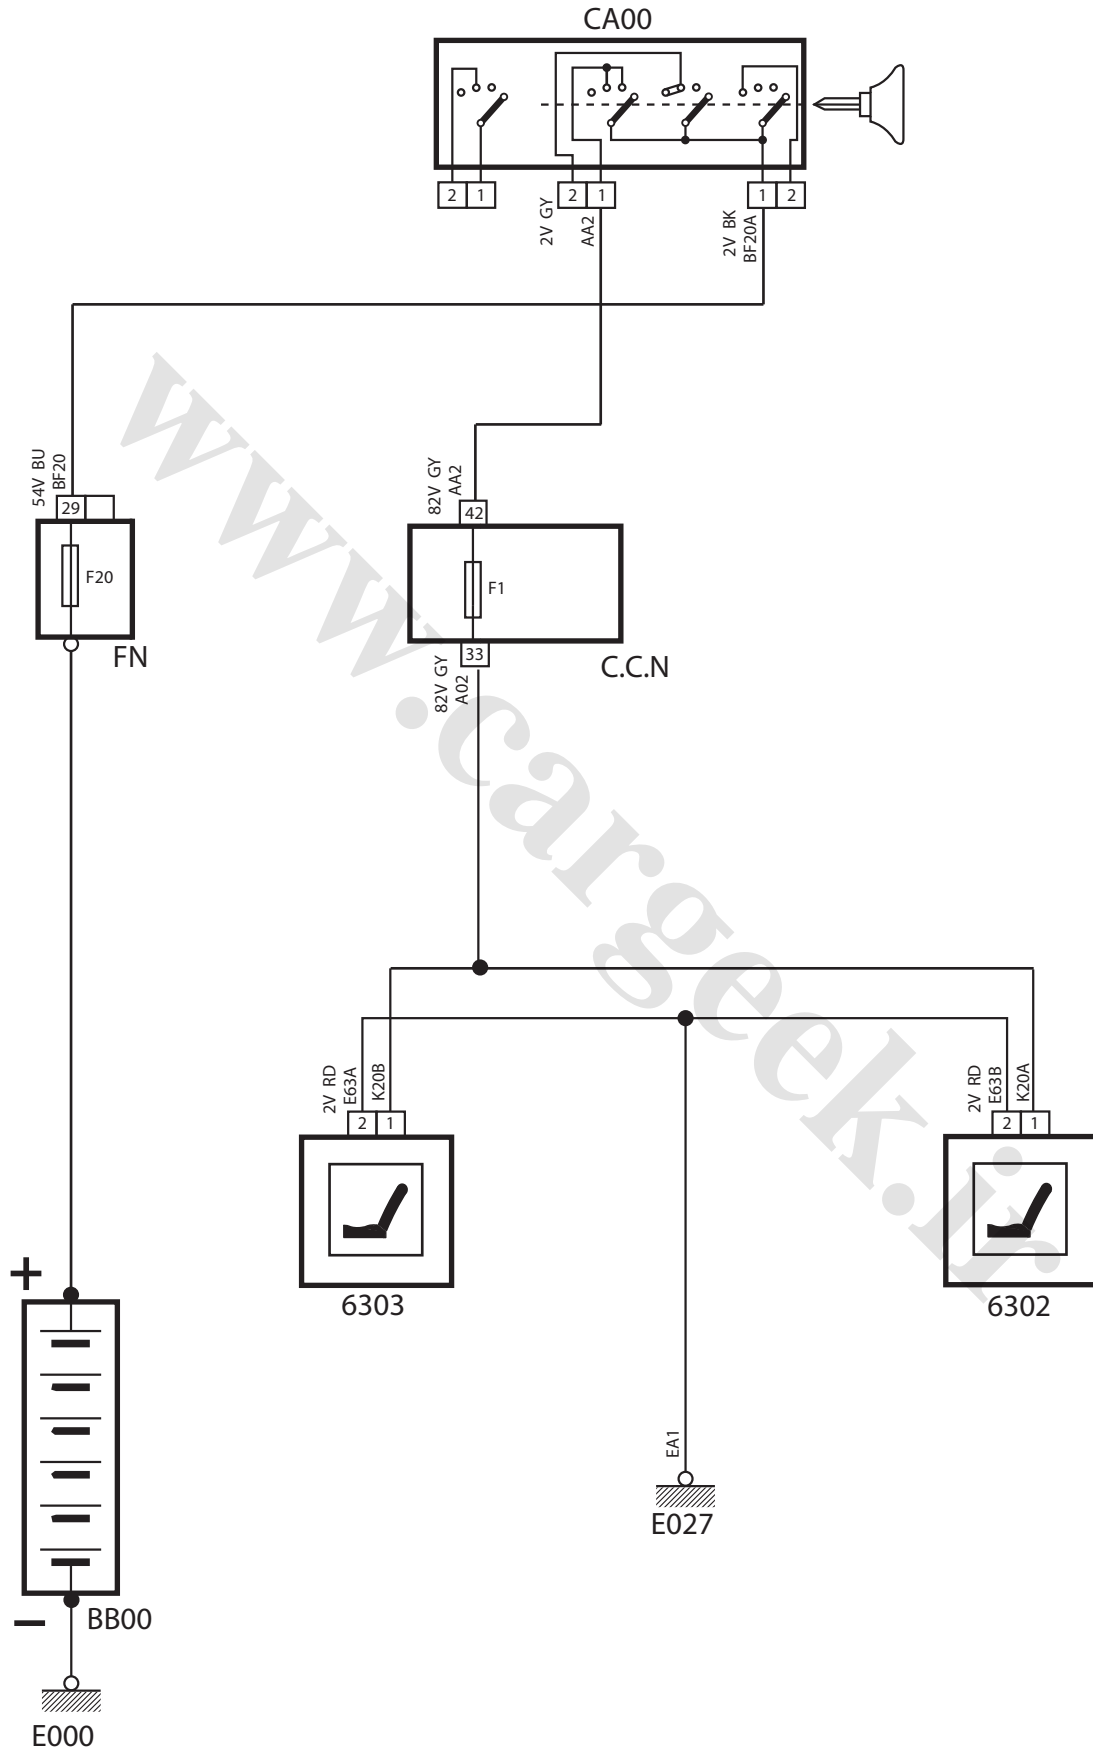 CA00
2 1
2 1
1 2
2V GY
AA2
2V BK
BF20A
54V BU
BF20
82V GY
AA2
29
42
F20
F1
FN
33
C.C.N
82V GY
A02
2V RD
E63A
K20B
2V RD
E63B
K20A
2 1
2 1
6303
6302
+
EA1
E027
−
BB00
E000
www.cargeek.ir